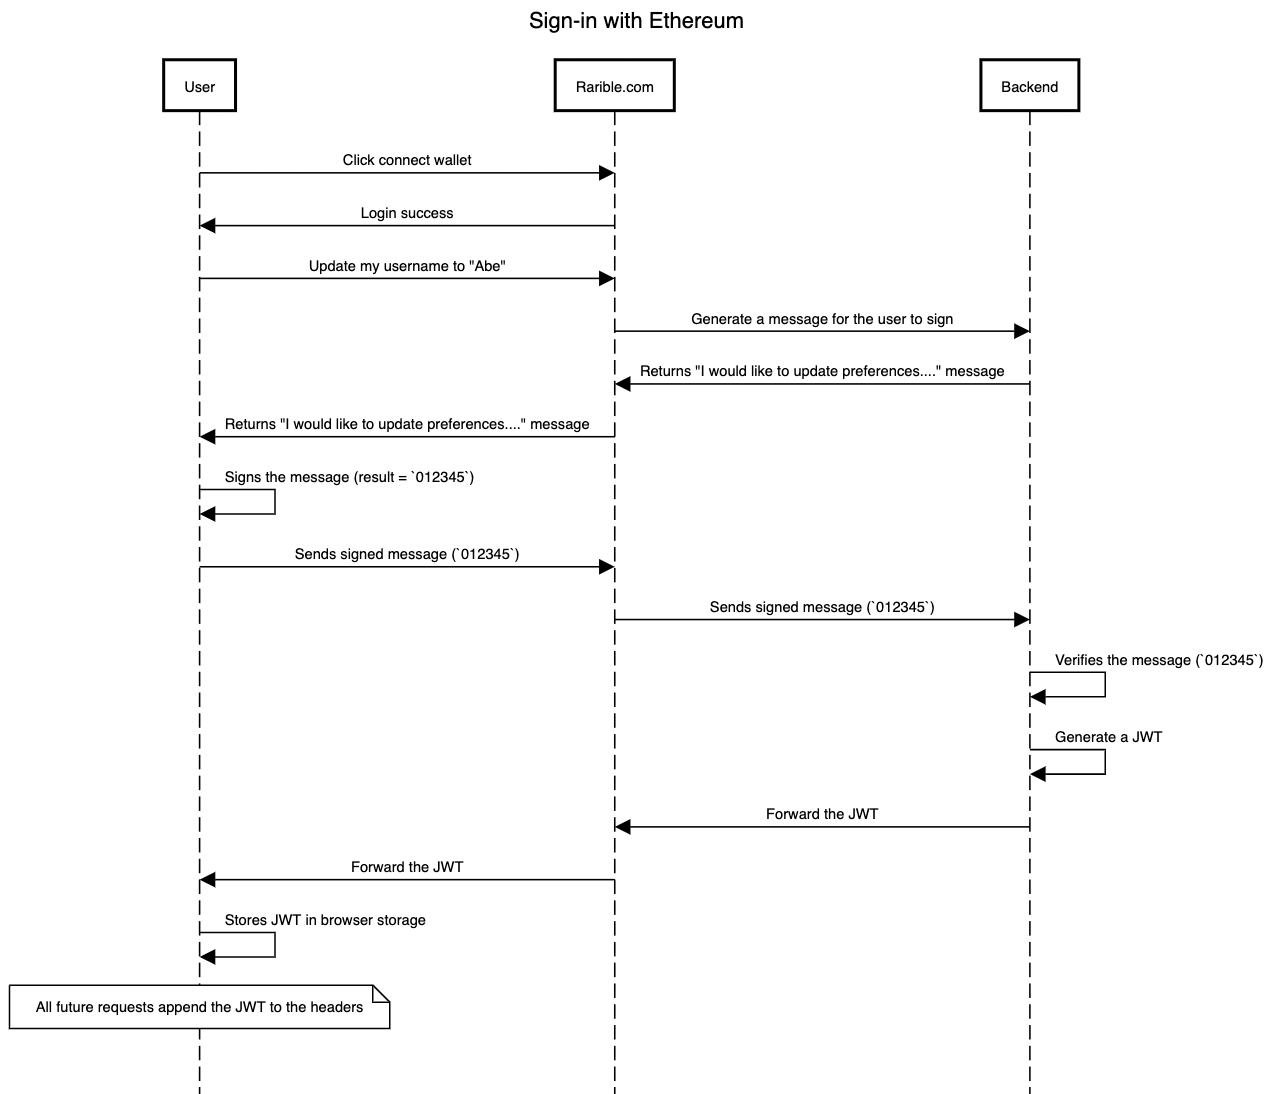 Sign-in with Ethereum
User
Rarible.com
Backend
Click connect wallet
Login success
Update my username to "Abe"
Generate a message for the user to sign
Returns "I would like to update preferences...." message
Returns "I would like to update preferences...." message
Signs the message (result = `012345`)
Sends signed message (`012345`)
Sends signed message (`012345`)
Verifies the message (`012345`)
Generate a JWT
Forward the JWT
Forward the JWT
Stores JWT in browser storage
All future requests append the JWT to the headers